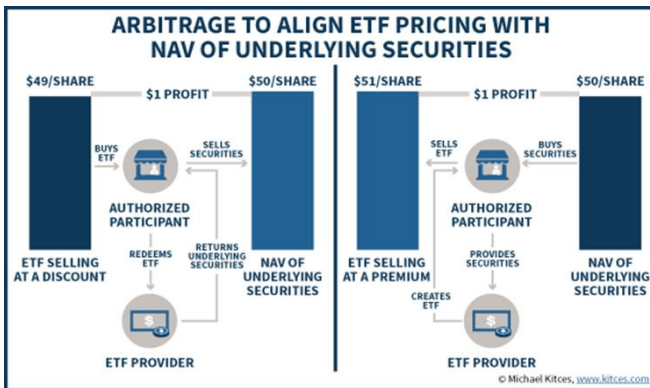 ARBITRAGE TO ALIGN ETF PRICING WITH
NAV OF UNDERLYING SECURITIES
$49/SHARE
$1 PROFIT
$50/SHARE
BUYS
ETF
SELLS
SECURITIES
AUTHORIZED
PARTICIPANT
ETF SELLING
AT A DISCOUNT
REDEEMS
ETF
RETURNS
UNDERLYING
SECURITIES
NAV OF
UNDERLYING
SECURITIES
$
ETF PROVIDER
$51/SHARE
$1 PROFIT
$50/SHARE
SELLS
ETF
BUYS
SECURITIES
AUTHORIZED
PARTICIPANT
ETF SELLING
AT A PREMIUM
PROVIDES
SECURITIES
NAV OF
UNDERLYING
SECURITIES
CREATES
ETF
$
ETF PROVIDER
© Michael Kitces, www.kitces.com